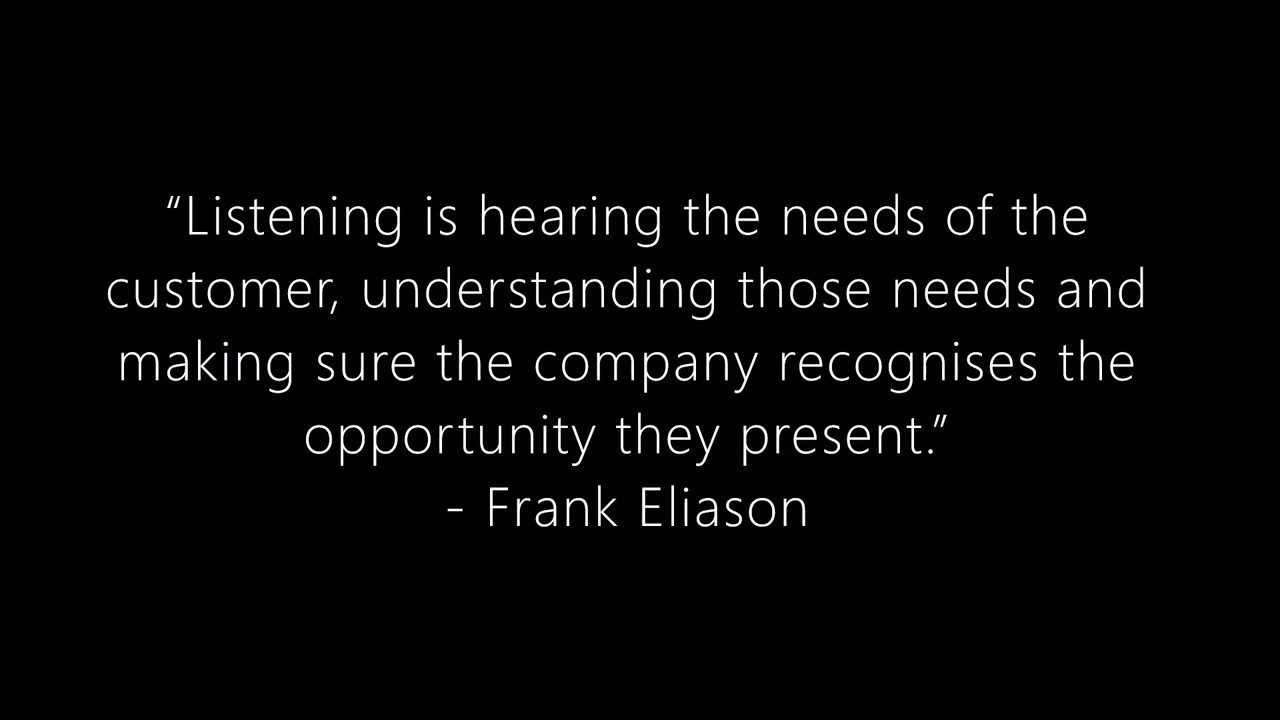 “Listening is hearing the needs of the
customer, understanding those needs and
making sure the company recognises the
opportunity they present.”
- Frank Eliason